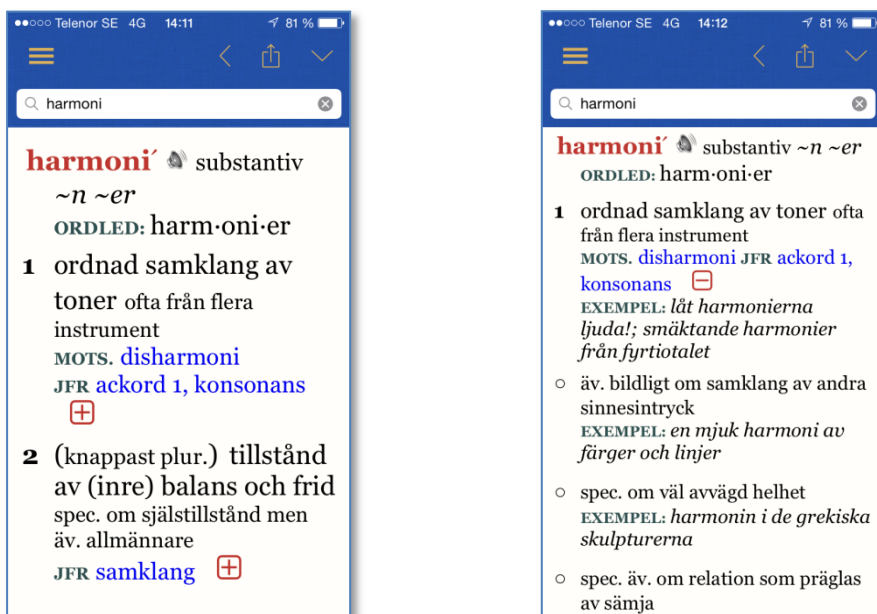 ●●○○○ Telenor SE 4G 14:11 81 %
harmoni
harmoni´ substantiv
~n ~er
ORDLED: harm·oni·er
1 ordnad samklang av
toner ofta från flera
instrument
MOTS. disharmoni
JFR ackord 1, konsonans
2 (knappast plur.) tillstånd
av (inre) balans och frid
spec. om själstillstånd men
äv. allmännare
JFR samklang
●●○○○ Telenor SE 4G 14:12 81 %
harmoni
harmoni´ substantiv ~n ~er
ORDLED: harm·oni·er
1 ordnad samklang av toner ofta
från flera instrument
MOTS. disharmoni JFR ackord 1,
konsonans
EXEMPEL: låt harmonierna
ljuda!; smäktande harmonier
från fyrtiotalet
○ äv. bildligt om samklang av andra
sinnesintryck
EXEMPEL: en mjuk harmoni av
färger och linjer
○ spec. om väl avvägd helhet
EXEMPEL: harmonin i de grekiska
skulpturerna
○ spec. äv. om relation som präglas
av sämja